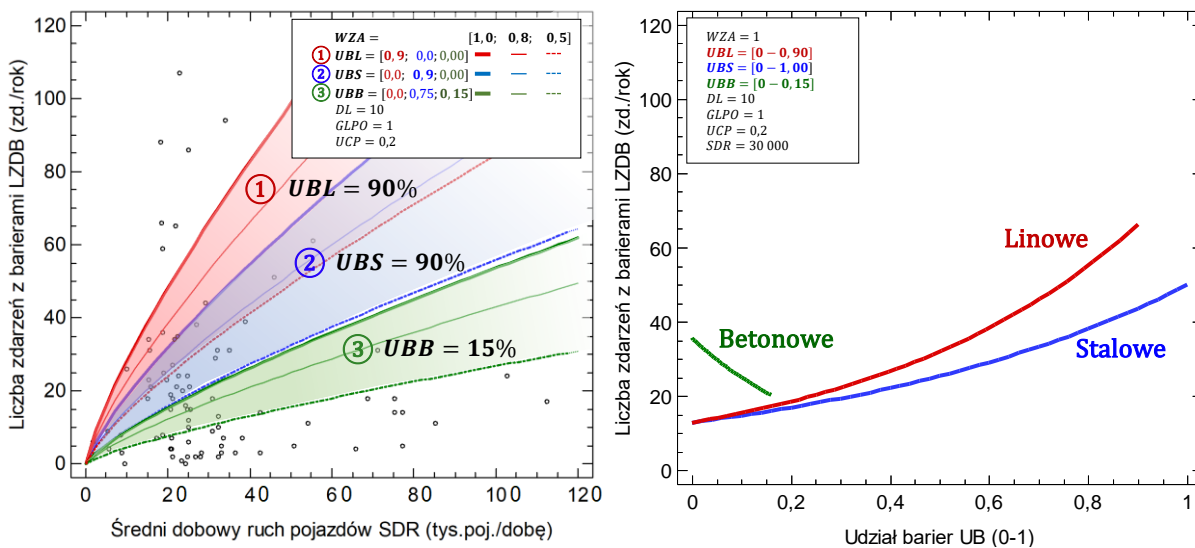 Liczba zdarzeń z barierami LZDB (zd./rok)
120
100
80
60
40
20
0
WZA = [1,0; 0,8; 0,5]
1 UBL = [0,9; 0,0; 0,00]
2 UBS = [0,0; 0,9; 0,00]
3 UBB = [0,0; 0,75; 0,15]
DL = 10
GLPO = 1
UCP = 0,2
1 UBL = 90%
2 UBS = 90%
3 UBB = 15%
0 20 40 60 80 100 120
Średni dobowy ruch pojazdów SDR (tys.poj./dobę)
Liczba zdarzeń z barierami LZDB (zd./rok)
120
100
80
60
40
20
0
WZA = 1
UBL = [0 − 0,90]
UBS = [0 − 1,00]
UBB = [0 − 0,15]
DL = 10
GLPO = 1
UCP = 0,2
SDR = 30 000
Linowe
Betonowe
Stalowe
0 0,2 0,4 0,6 0,8 1
Udział barier UB (0-1)